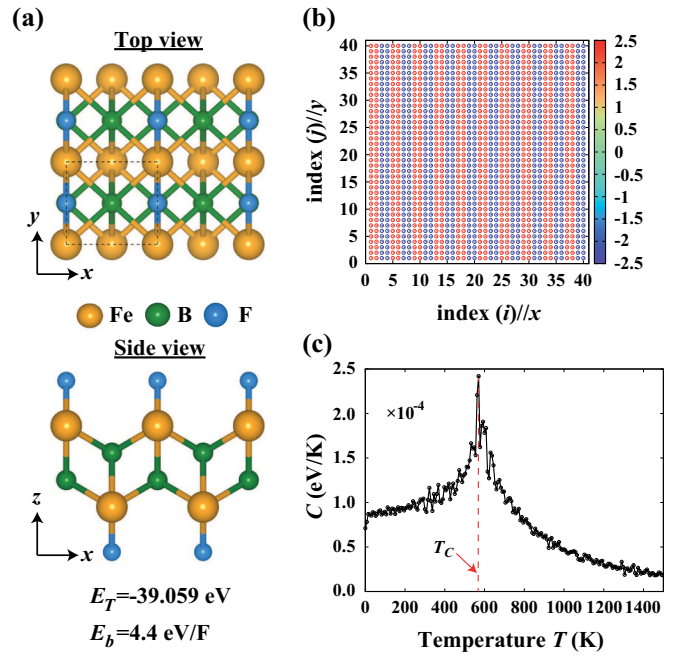 (a)
Top view
y
x
Fe B F
Side view
z
x
E_T=-39.059 eV
E_b=4.4 eV/F
(b)
40
35
30
25
20
15
10
5
0
index (j)//y
0 5 10 15 20 25 30 35 40
index (i)//x
2.5
2
1.5
1
0.5
0
-0.5
-1
-1.5
-2
-2.5
(c)
2.5
2.0
1.5
1.0
0.5
0.0
C (eV/K)
×10⁻⁴
T_C
0 200 400 600 800 1000 1200 1400
Temperature T (K)